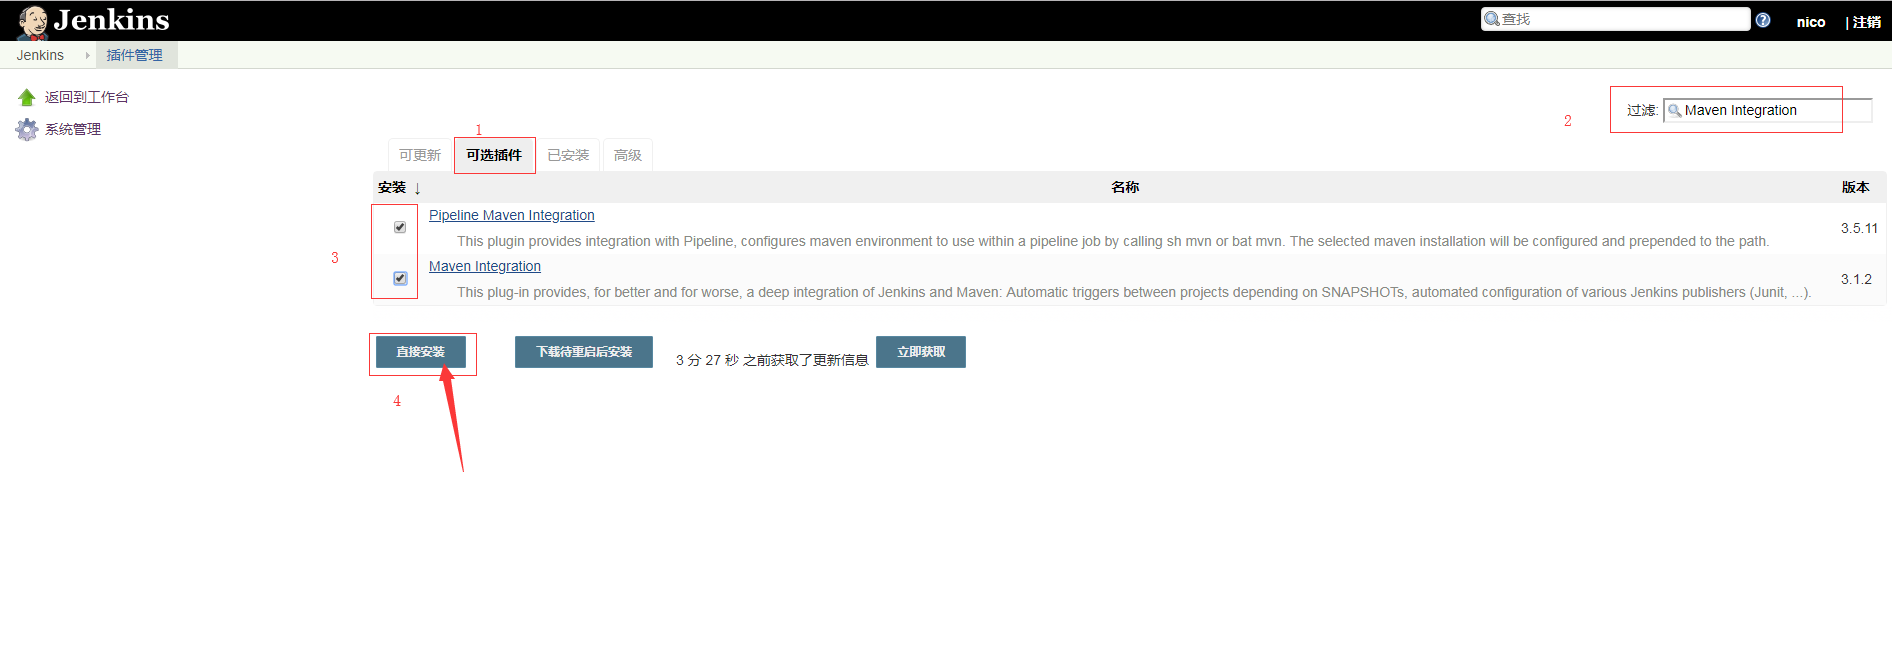 Jenkins
查找
nico
| 注销
Jenkins
插件管理
返回到工作台
系统管理
过滤: Maven Integration
2
1
可更新
可选插件
已安装
高级
安装 ↓
名称
版本
Pipeline Maven Integration
This plugin provides integration with Pipeline, configures maven environment to use within a pipeline job by calling sh mvn or bat mvn. The selected maven installation will be configured and prepended to the path.
3.5.11
3
Maven Integration
This plug-in provides, for better and for worse, a deep integration of Jenkins and Maven: Automatic triggers between projects depending on SNAPSHOTs, automated configuration of various Jenkins publishers (Junit, ...).
3.1.2
直接安装
下载待重启后安装
3 分 27 秒 之前获取了更新信息
立即获取
4